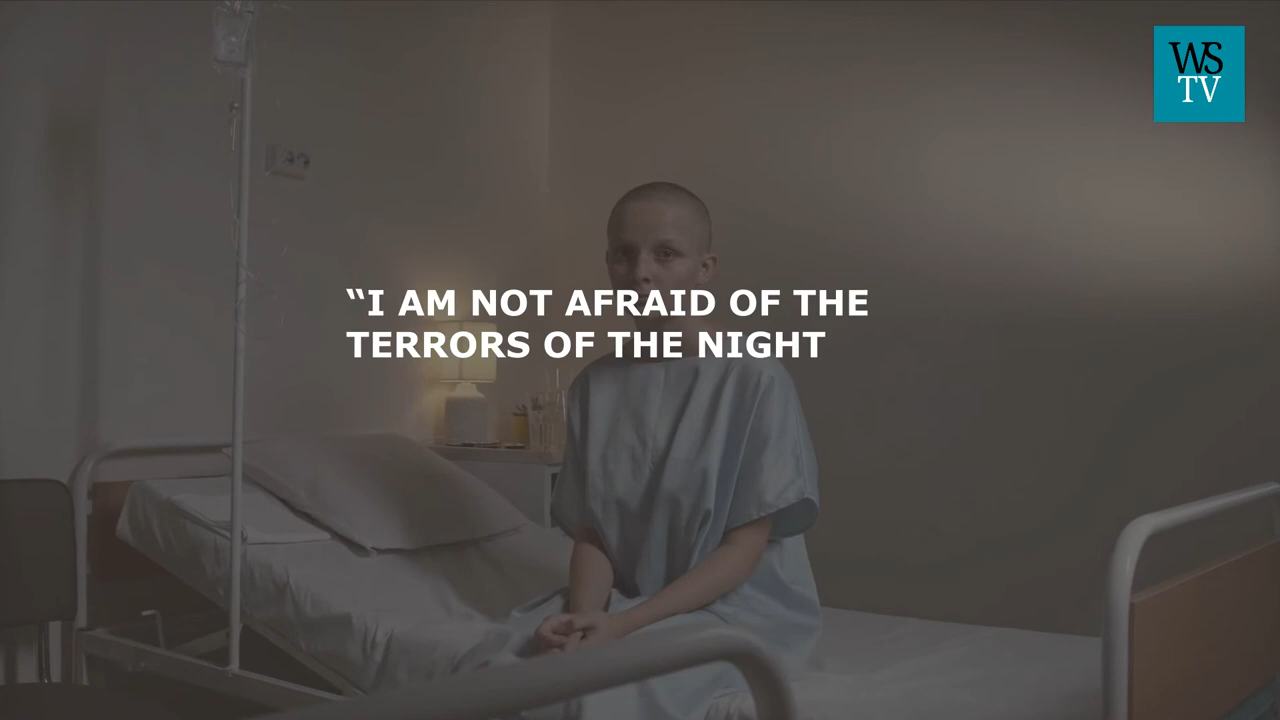 WS
TV
“I AM NOT AFRAID OF THE
TERRORS OF THE NIGHT